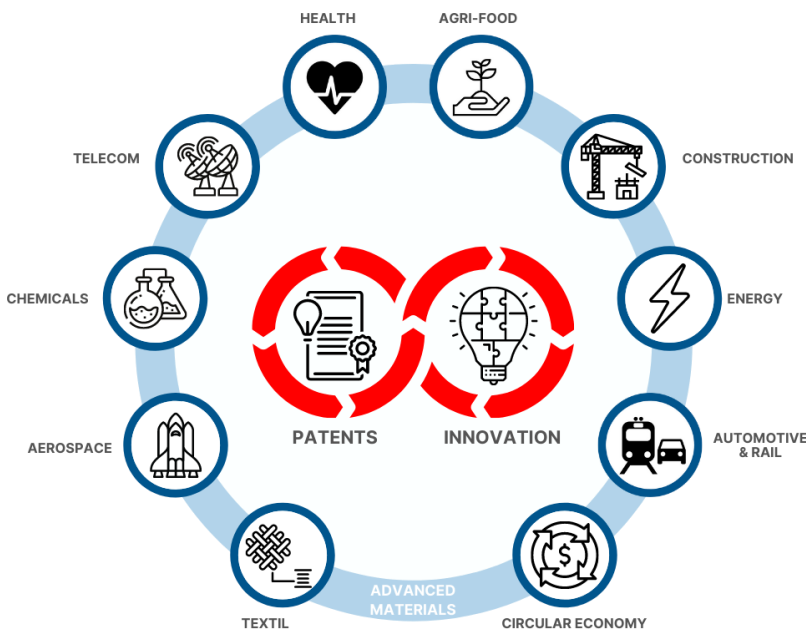 HEALTH
AGRI-FOOD
TELECOM
CONSTRUCTION
CHEMICALS
ENERGY
PATENTS
INNOVATION
AEROSPACE
AUTOMOTIVE
& RAIL
$
ADVANCED
MATERIALS
TEXTIL
CIRCULAR ECONOMY